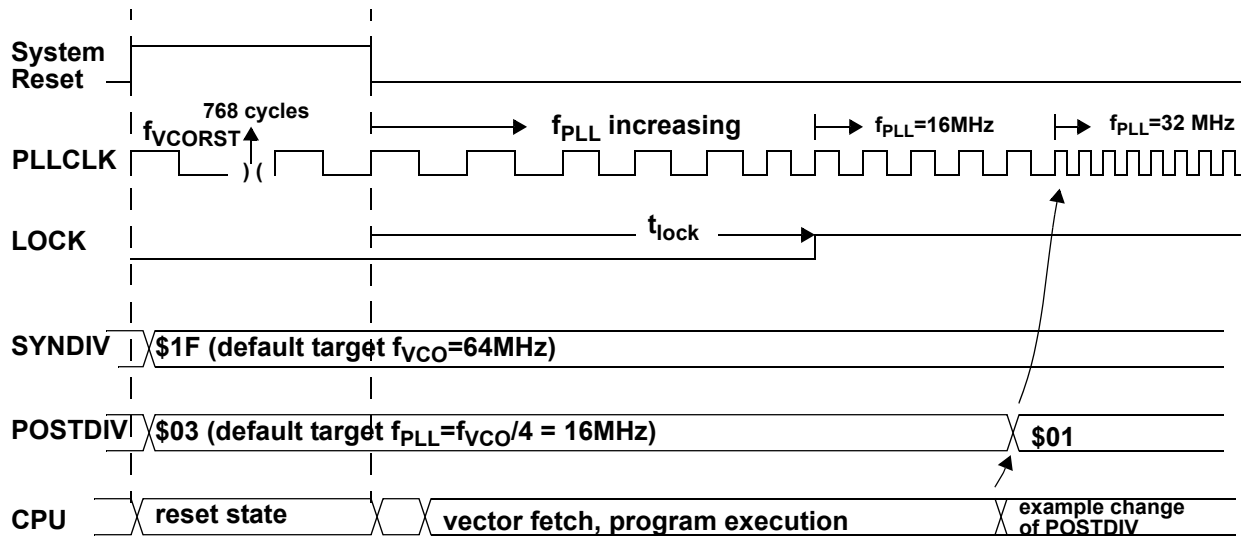 System
Reset
768 cycles
fVCORST
fPLL increasing
fPLL=16MHz
fPLL=32 MHz
PLLCLK
) (
tlock
LOCK
SYNDIV
$1F (default target fVCO=64MHz)
POSTDIV
$03 (default target fPLL=fVCO/4 = 16MHz)
$01
CPU
reset state
vector fetch, program execution
example change
of POSTDIV